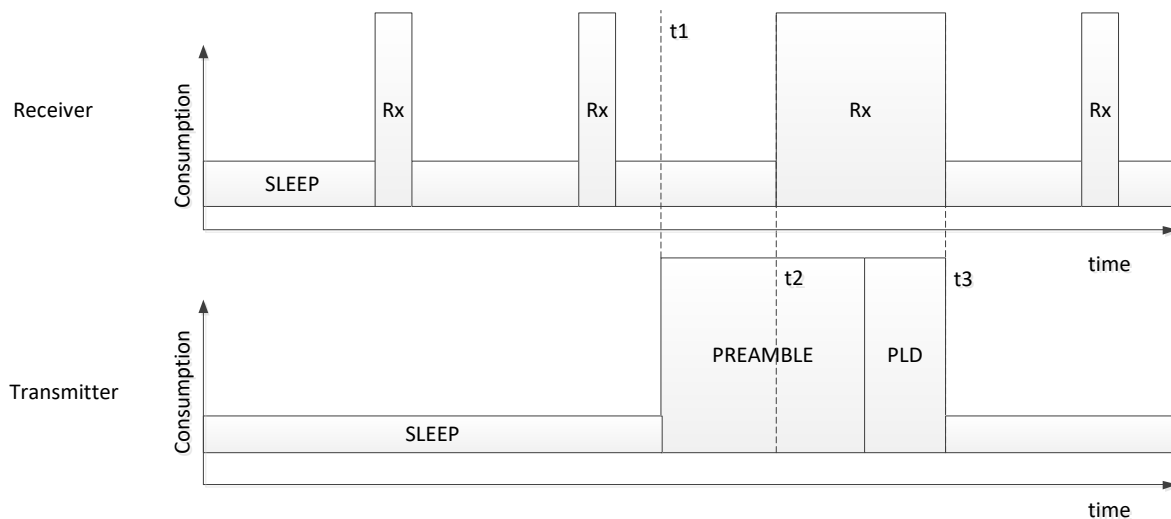 t1
Receiver
Consumption
Rx
Rx
Rx
Rx
SLEEP
time
t2
t3
Transmitter
Consumption
PREAMBLE
PLD
SLEEP
time